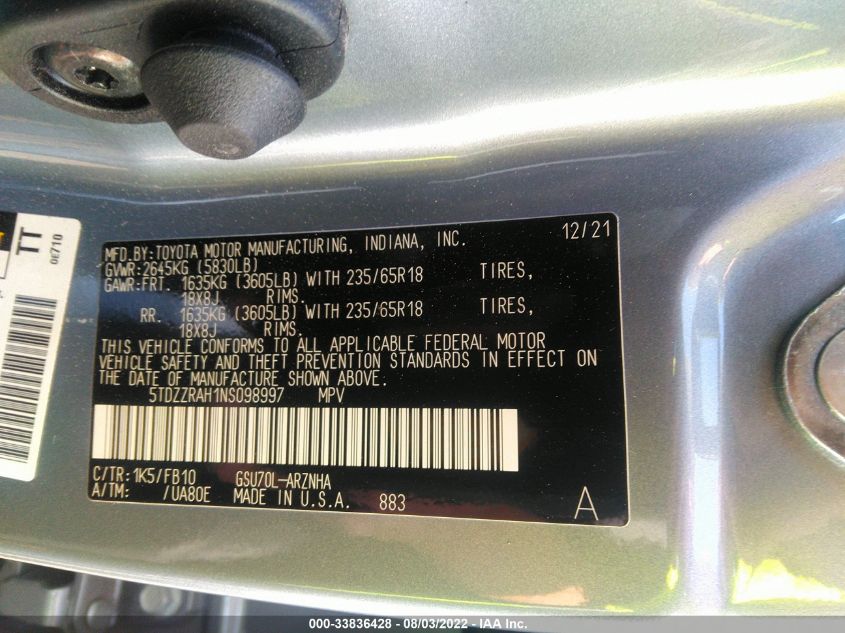 MFD.BY:TOYOTA MOTOR MANUFACTURING, INDIANA, INC. 12/21
GVWR:2645KG (5830LB)
GAWR:FRT. 1635KG (3605LB) WITH 235/65R18 TIRES,
18X8J RIMS.
RR. 1635KG (3605LB) WITH 235/65R18 TIRES,
18X8J RIMS.
THIS VEHICLE CONFORMS TO ALL APPLICABLE FEDERAL MOTOR
VEHICLE SAFETY AND THEFT PREVENTION STANDARDS IN EFFECT ON
THE DATE OF MANUFACTURE SHOWN ABOVE.
5TDZZRAH1NS098997 MPV
C/TR:1K5/FB10 GSU70L-ARZNHA
A/TM: /UA80E MADE IN U.S.A. 883 A
TT
0E710
000-33836428 - 08/03/2022 - IAA Inc.